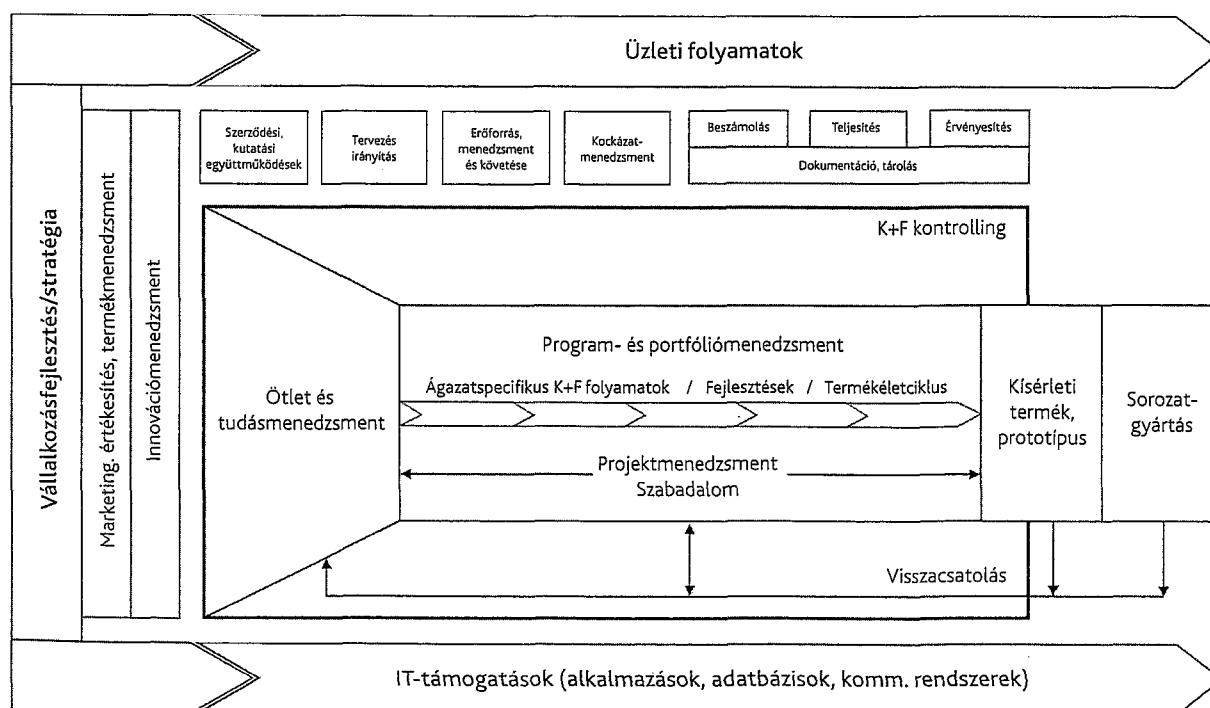 Üzleti folyamatok
Vállalkozásfejlesztés/stratégia
Marketing. értékesítés, termékmenedzsment
Innovációmenedzsment
Szerződési,
kutatási
együttműködések
Tervezés
irányítás
Erőforrás,
menedzsment
és követése
Kockázat-
menedzsment
Beszámolás
Teljesítés
Érvényesítés
Dokumentáció, tárolás
K+F kontrolling
Ötlet és
tudásmenedzsment
Program- és portfóliómenedzsment
Ágazatspecifikus K+F folyamatok / Fejlesztések / Termékéletciklus
Projektmenedzsment
Szabadalom
Kísérleti
termék,
prototípus
Sorozat-
gyártás
Visszacsatolás
IT-támogatások (alkalmazások, adatbázisok, komm. rendszerek)